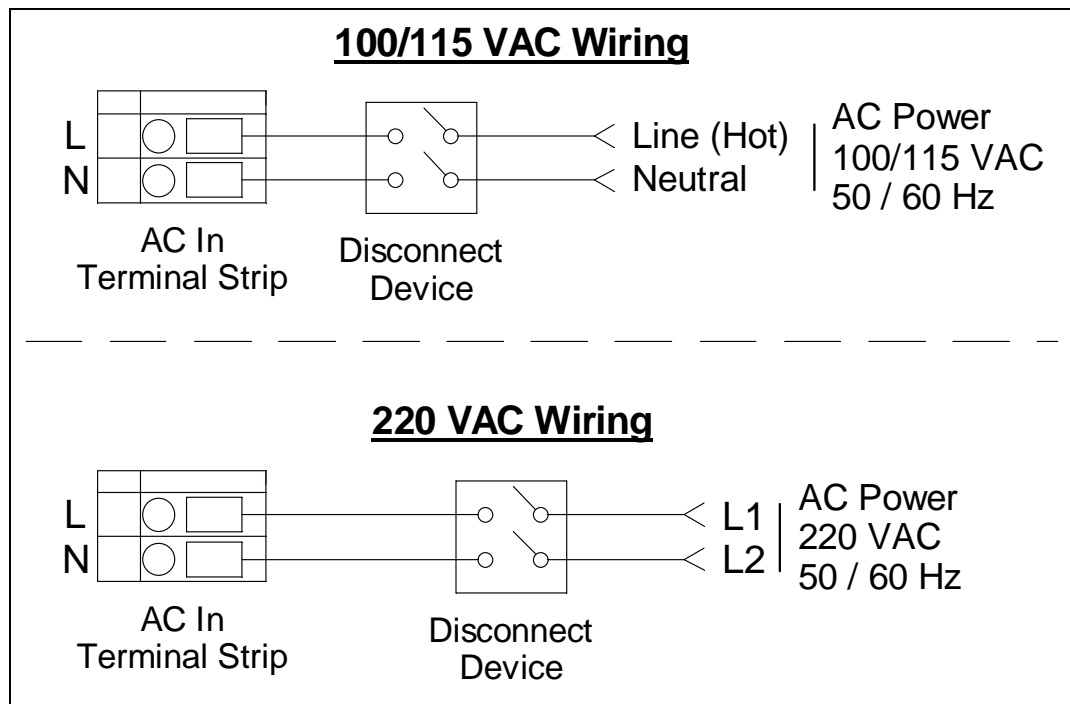 100/115 VAC Wiring
L
N
AC In
Terminal Strip
Disconnect
Device
Line (Hot)
Neutral
AC Power
100/115 VAC
50 / 60 Hz
220 VAC Wiring
L
N
AC In
Terminal Strip
Disconnect
Device
L1
L2
AC Power
220 VAC
50 / 60 Hz